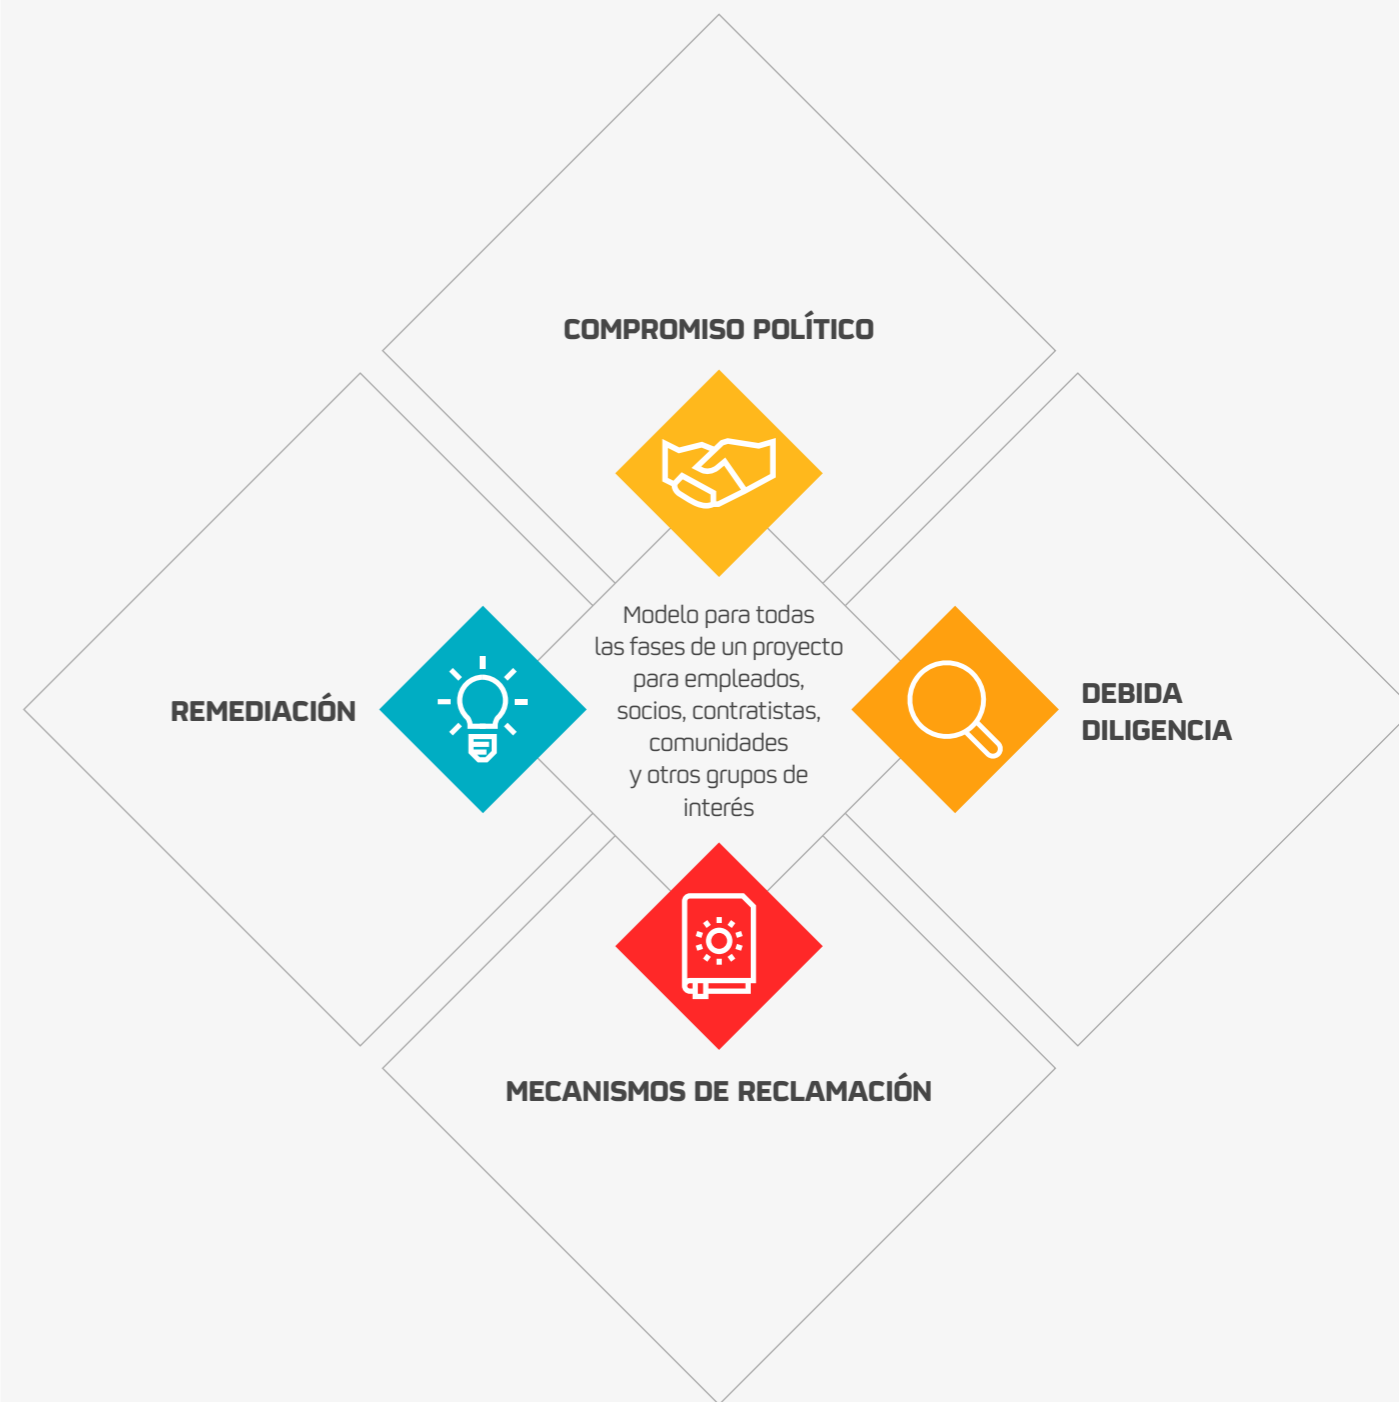 COMPROMISO POLÍTICO
Modelo para todas
las fases de un proyecto
para empleados,
socios, contratistas,
comunidades
y otros grupos de
interés
REMEDIACIÓN
DEBIDA
DILIGENCIA
MECANISMOS DE RECLAMACIÓN